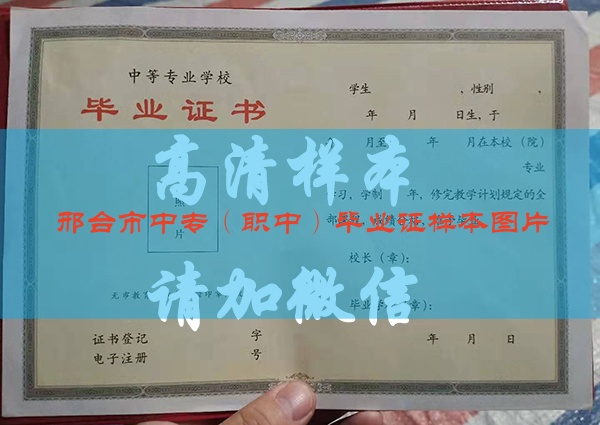 中等专业学校
毕业证书
照
片
证书登记 字
电子注册 号
学生 ，性别 ，
年 月 日生，于
月至 年 月在本校（院）
专业
习，学制 年，修完教学计划规定的全
校长（章）：
毕业 章）：
年 月 日
高清样本
邢合市中专（职中）毕业证样本图片
请加微信